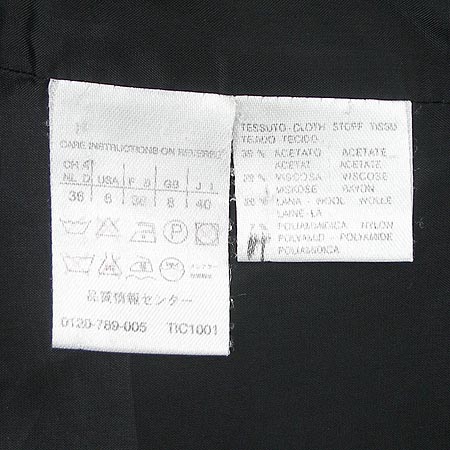 CARE INSTRUCTIONS ON REVERSE
CH
NL D USA F B GB J I
36 6 38 8 40
P
品質情報センター
0120-789-005 TIC1001
TESSUTO-CLOTH STOFF TISSU
TEJIDO TECIDO
ACETATO ACETATE
ACETAT ACETATE
VISCOSA VISCOSE
VISKOSE RAYON
LANA - WOOL WOLLE
LAINE-LA
POLIAMMIDICA NYLON
POLYAMID - POLYAMIDE
POLIAMIDICA